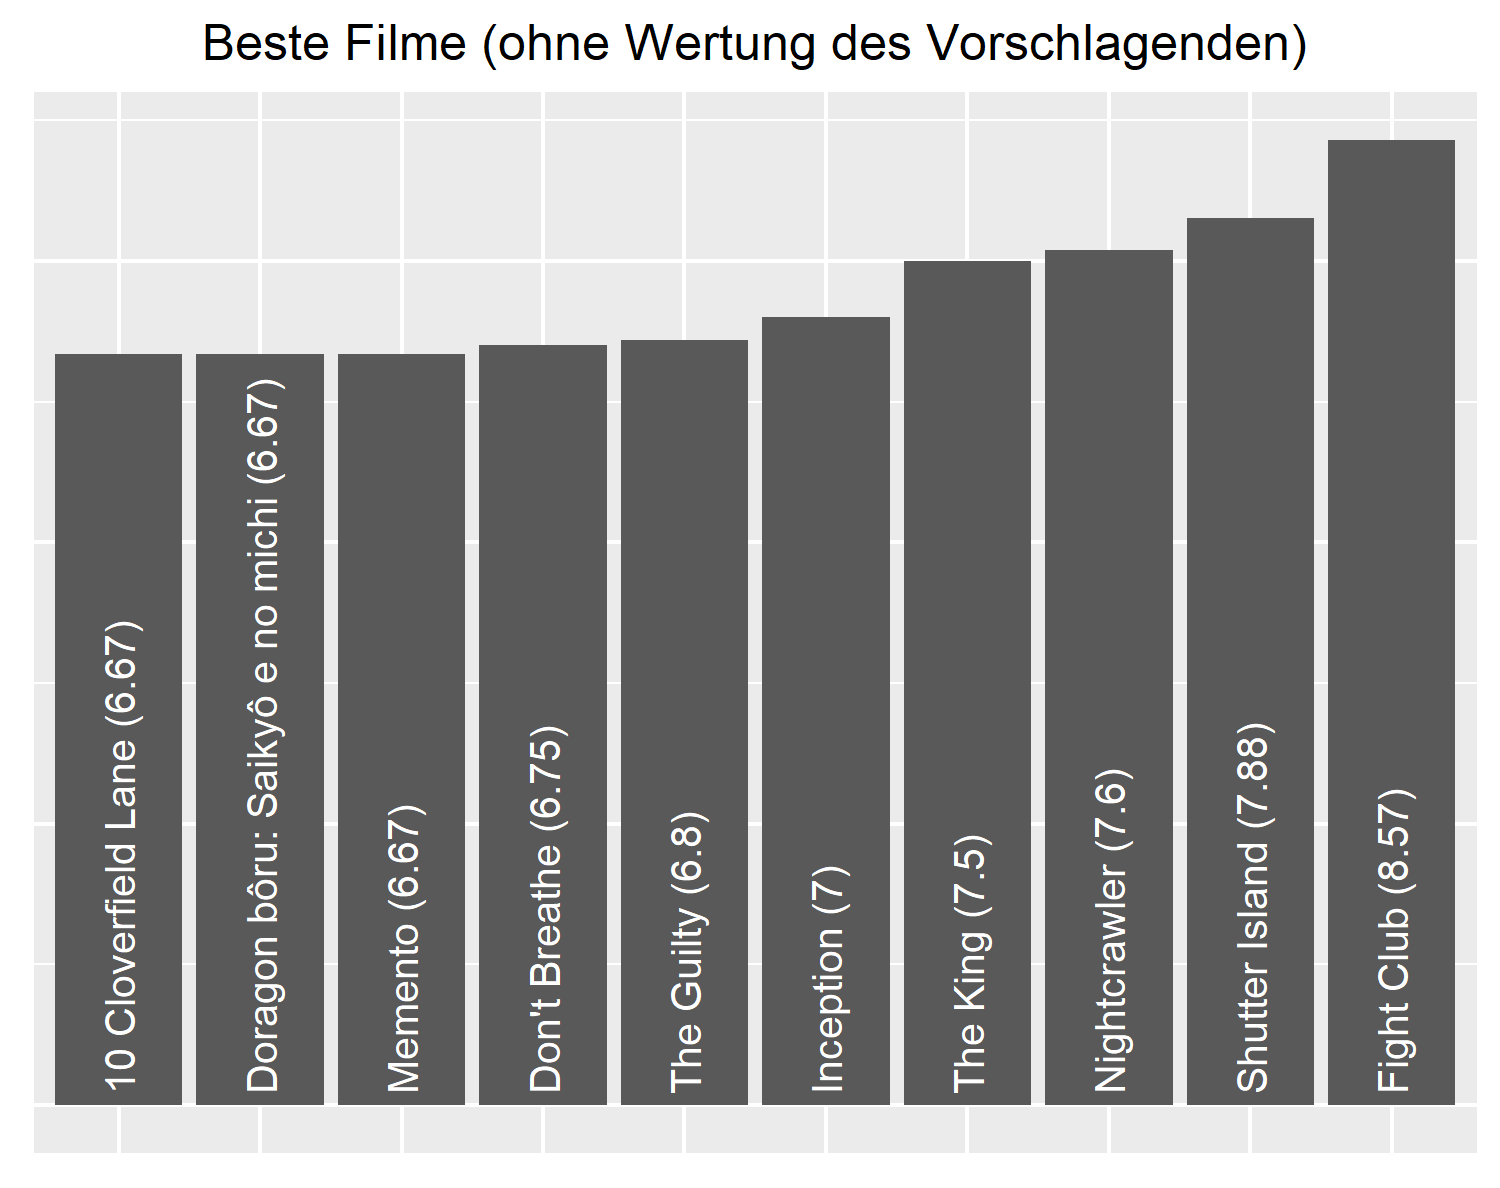 Beste Filme (ohne Wertung des Vorschlagenden)
10 Cloverfield Lane (6.67)
Doragon bôru: Saikyô e no michi (6.67)
Memento (6.67)
Don't Breathe (6.75)
The Guilty (6.8)
Inception (7)
The King (7.5)
Nightcrawler (7.6)
Shutter Island (7.88)
Fight Club (8.57)